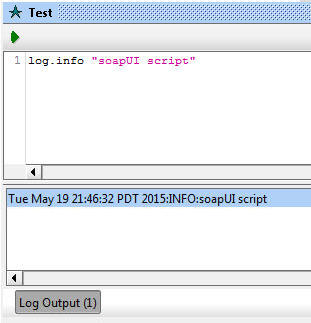 Test
1 log.info "soapUI script"
Tue May 19 21:46:32 PDT 2015:INFO:soapUI script
Log Output (1)